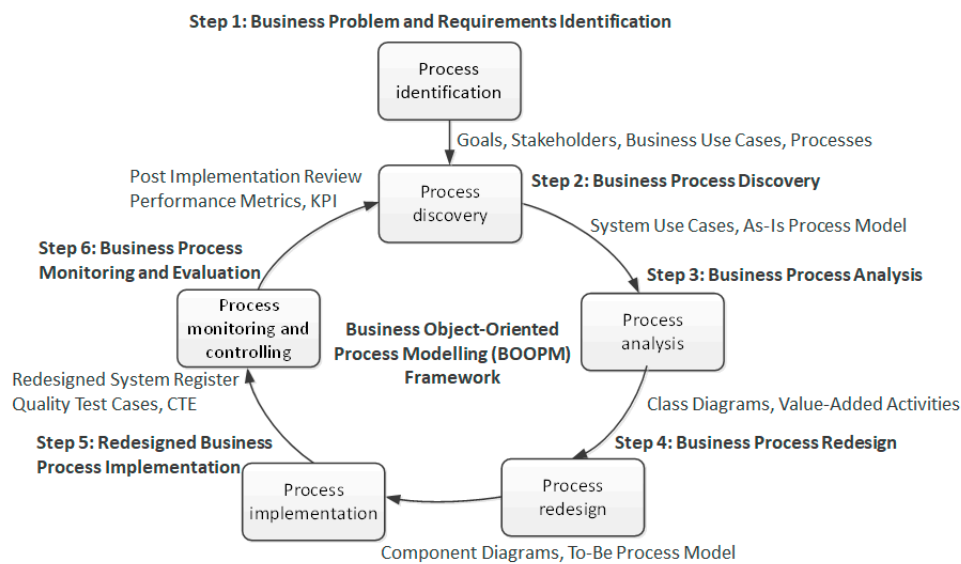 Step 1: Business Problem and Requirements Identification
Process
identification
Goals, Stakeholders, Business Use Cases, Processes
Post Implementation Review
Performance Metrics, KPI
Process
discovery
Step 2: Business Process Discovery
System Use Cases, As-Is Process Model
Step 6: Business Process
Monitoring and Evaluation
Step 3: Business Process Analysis
Process
monitoring and
controlling
Business Object-Oriented
Process Modelling (BOOPM)
Framework
Process
analysis
Redesigned System Register
Quality Test Cases, CTE
Class Diagrams, Value-Added Activities
Step 5: Redesigned Business
Process Implementation
Step 4: Business Process Redesign
Process
implementation
Process
redesign
Component Diagrams, To-Be Process Model